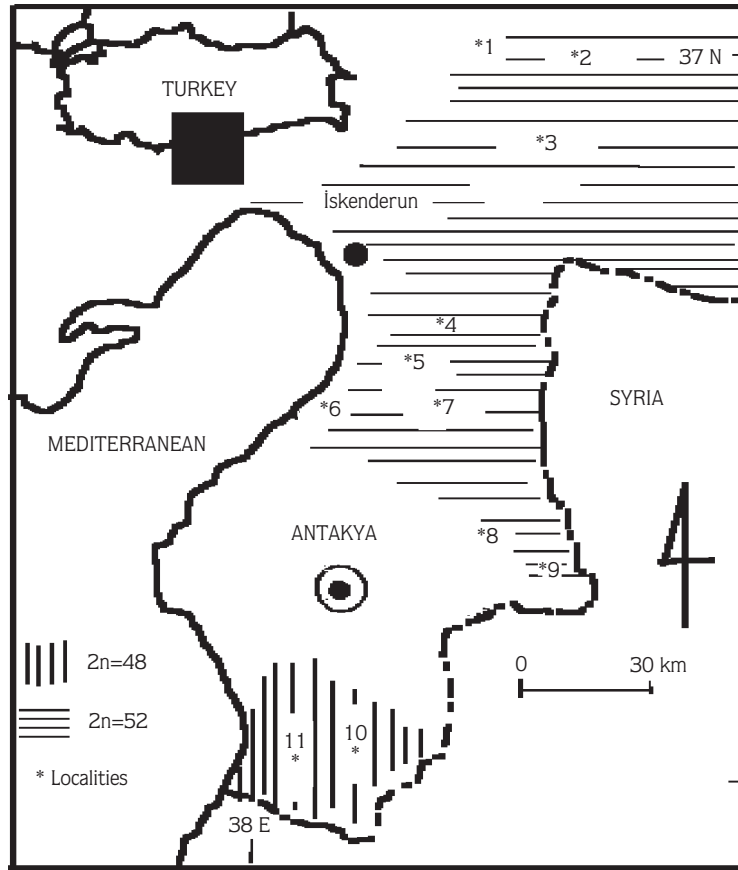 *1
*2
37 N
TURKEY
*3
İskenderun
*4
*5
SYRIA
*6
*7
MEDITERRANEAN
ANTAKYA
*8
*9
2n=48
0 30 km
2n=52
11
*
10
*
* Localities
38 E